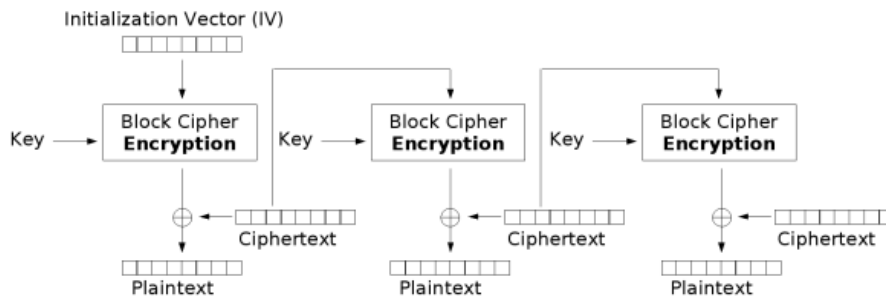 Initialization Vector (IV)
Block Cipher
Encryption
Key
Block Cipher
Encryption
Key
Block Cipher
Encryption
Key
Ciphertext
Ciphertext
Ciphertext
Plaintext
Plaintext
Plaintext